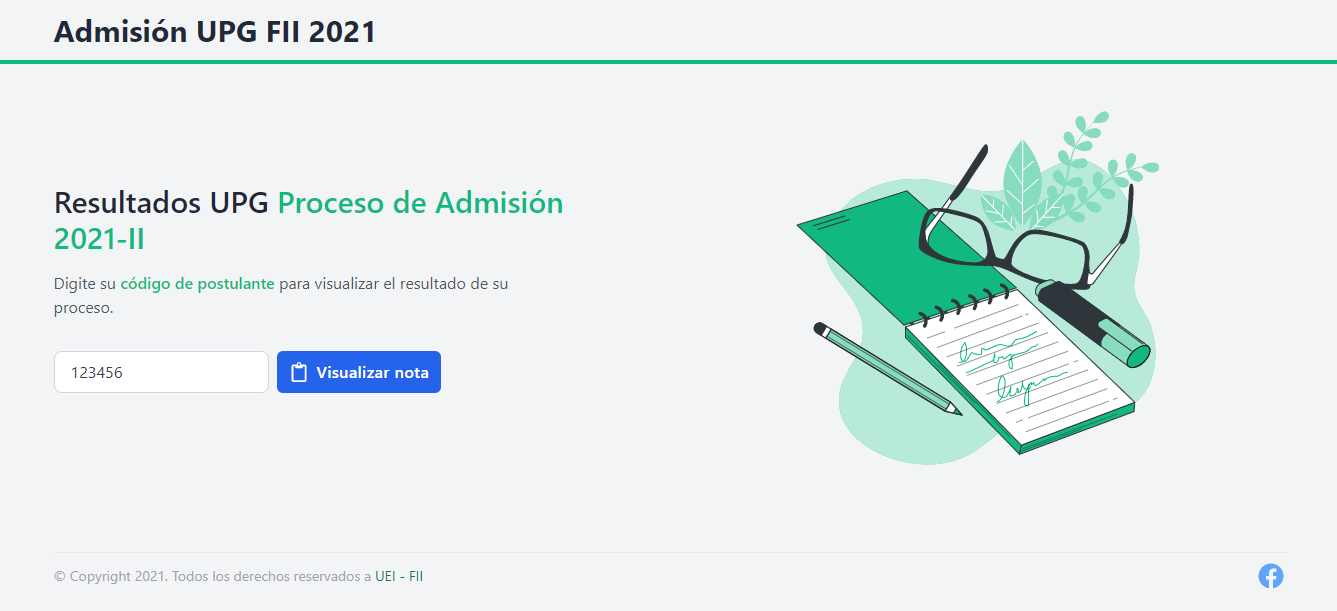 Admisión UPG FII 2021
Resultados UPG Proceso de Admisión
2021-II
Digite su código de postulante para visualizar el resultado de su
proceso.
123456
Visualizar nota
© Copyright 2021. Todos los derechos reservados a UEI - FII